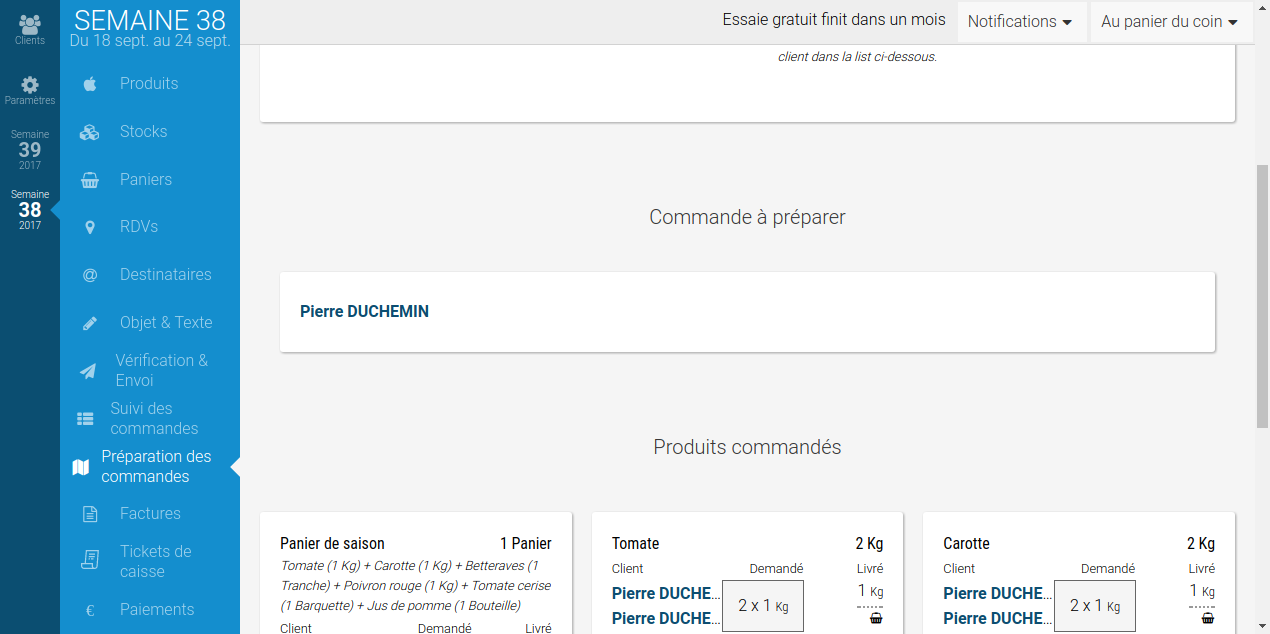 Clients
Paramètres
Semaine
39
2017
Semaine
38
2017
SEMAINE 38
Du 18 sept. au 24 sept.
Produits
Stocks
Paniers
RDVs
Destinataires
Objet & Texte
Vérification &
Envoi
Suivi des
commandes
Préparation des
commandes
Factures
Tickets de
caisse
Paiements
Essaie gratuit finit dans un mois
Notifications
Au panier du coin
client dans la list ci-dessous.
Commande à préparer
Pierre DUCHEMIN
Produits commandés
Panier de saison 1 Panier
Tomate (1 Kg) + Carotte (1 Kg) + Betteraves (1
Tranche) + Poivron rouge (1 Kg) + Tomate cerise
(1 Barquette) + Jus de pomme (1 Bouteille)
Client Demandé Livré
Tomate 2 Kg
Client Demandé Livré
Pierre DUCHE... 1 Kg
2 x 1 Kg
Pierre DUCHE...
Carotte 2 Kg
Client Demandé Livré
Pierre DUCHE... 1 Kg
2 x 1 Kg
Pierre DUCHE...